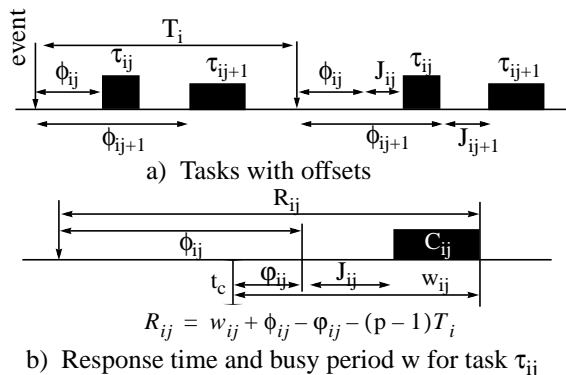 event
T_i
ϕ_ij τ_ij τ_ij+1 ϕ_ij J_ij τ_ij τ_ij+1
ϕ_ij+1 ϕ_ij+1 J_ij+1
a) Tasks with offsets
R_ij
ϕ_ij C_ij
t_c φ_ij J_ij w_ij
R_ij = w_ij + ϕ_ij – φ_ij – (p – 1)T_i
b) Response time and busy period w for task τ_ij